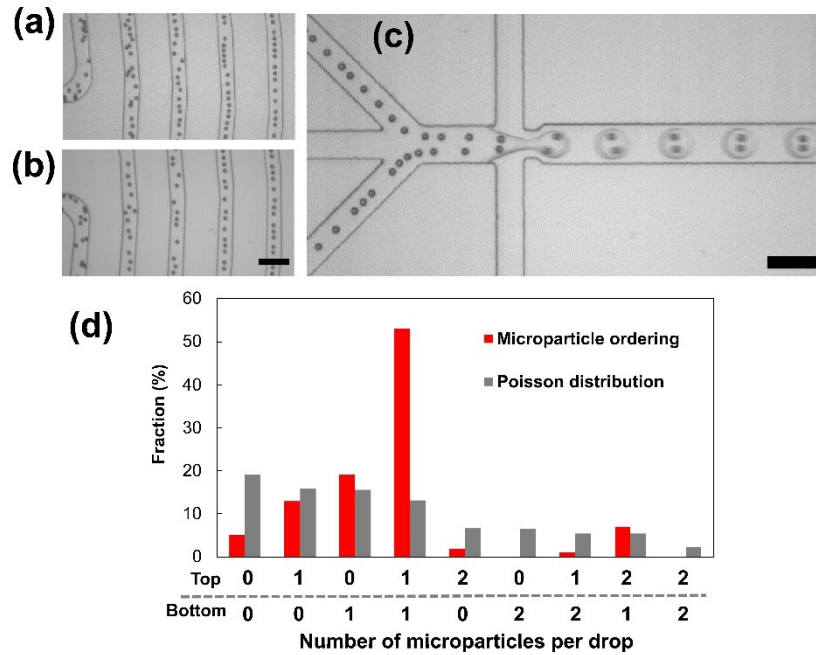 (a)
(b)
(c)
(d)
60
50
40
30
20
10
0
Fraction (%)
Microparticle ordering
Poisson distribution
Top 0 1 0 1 2 0 1 2 2
Bottom 0 0 1 1 0 2 2 1 2
Number of microparticles per drop